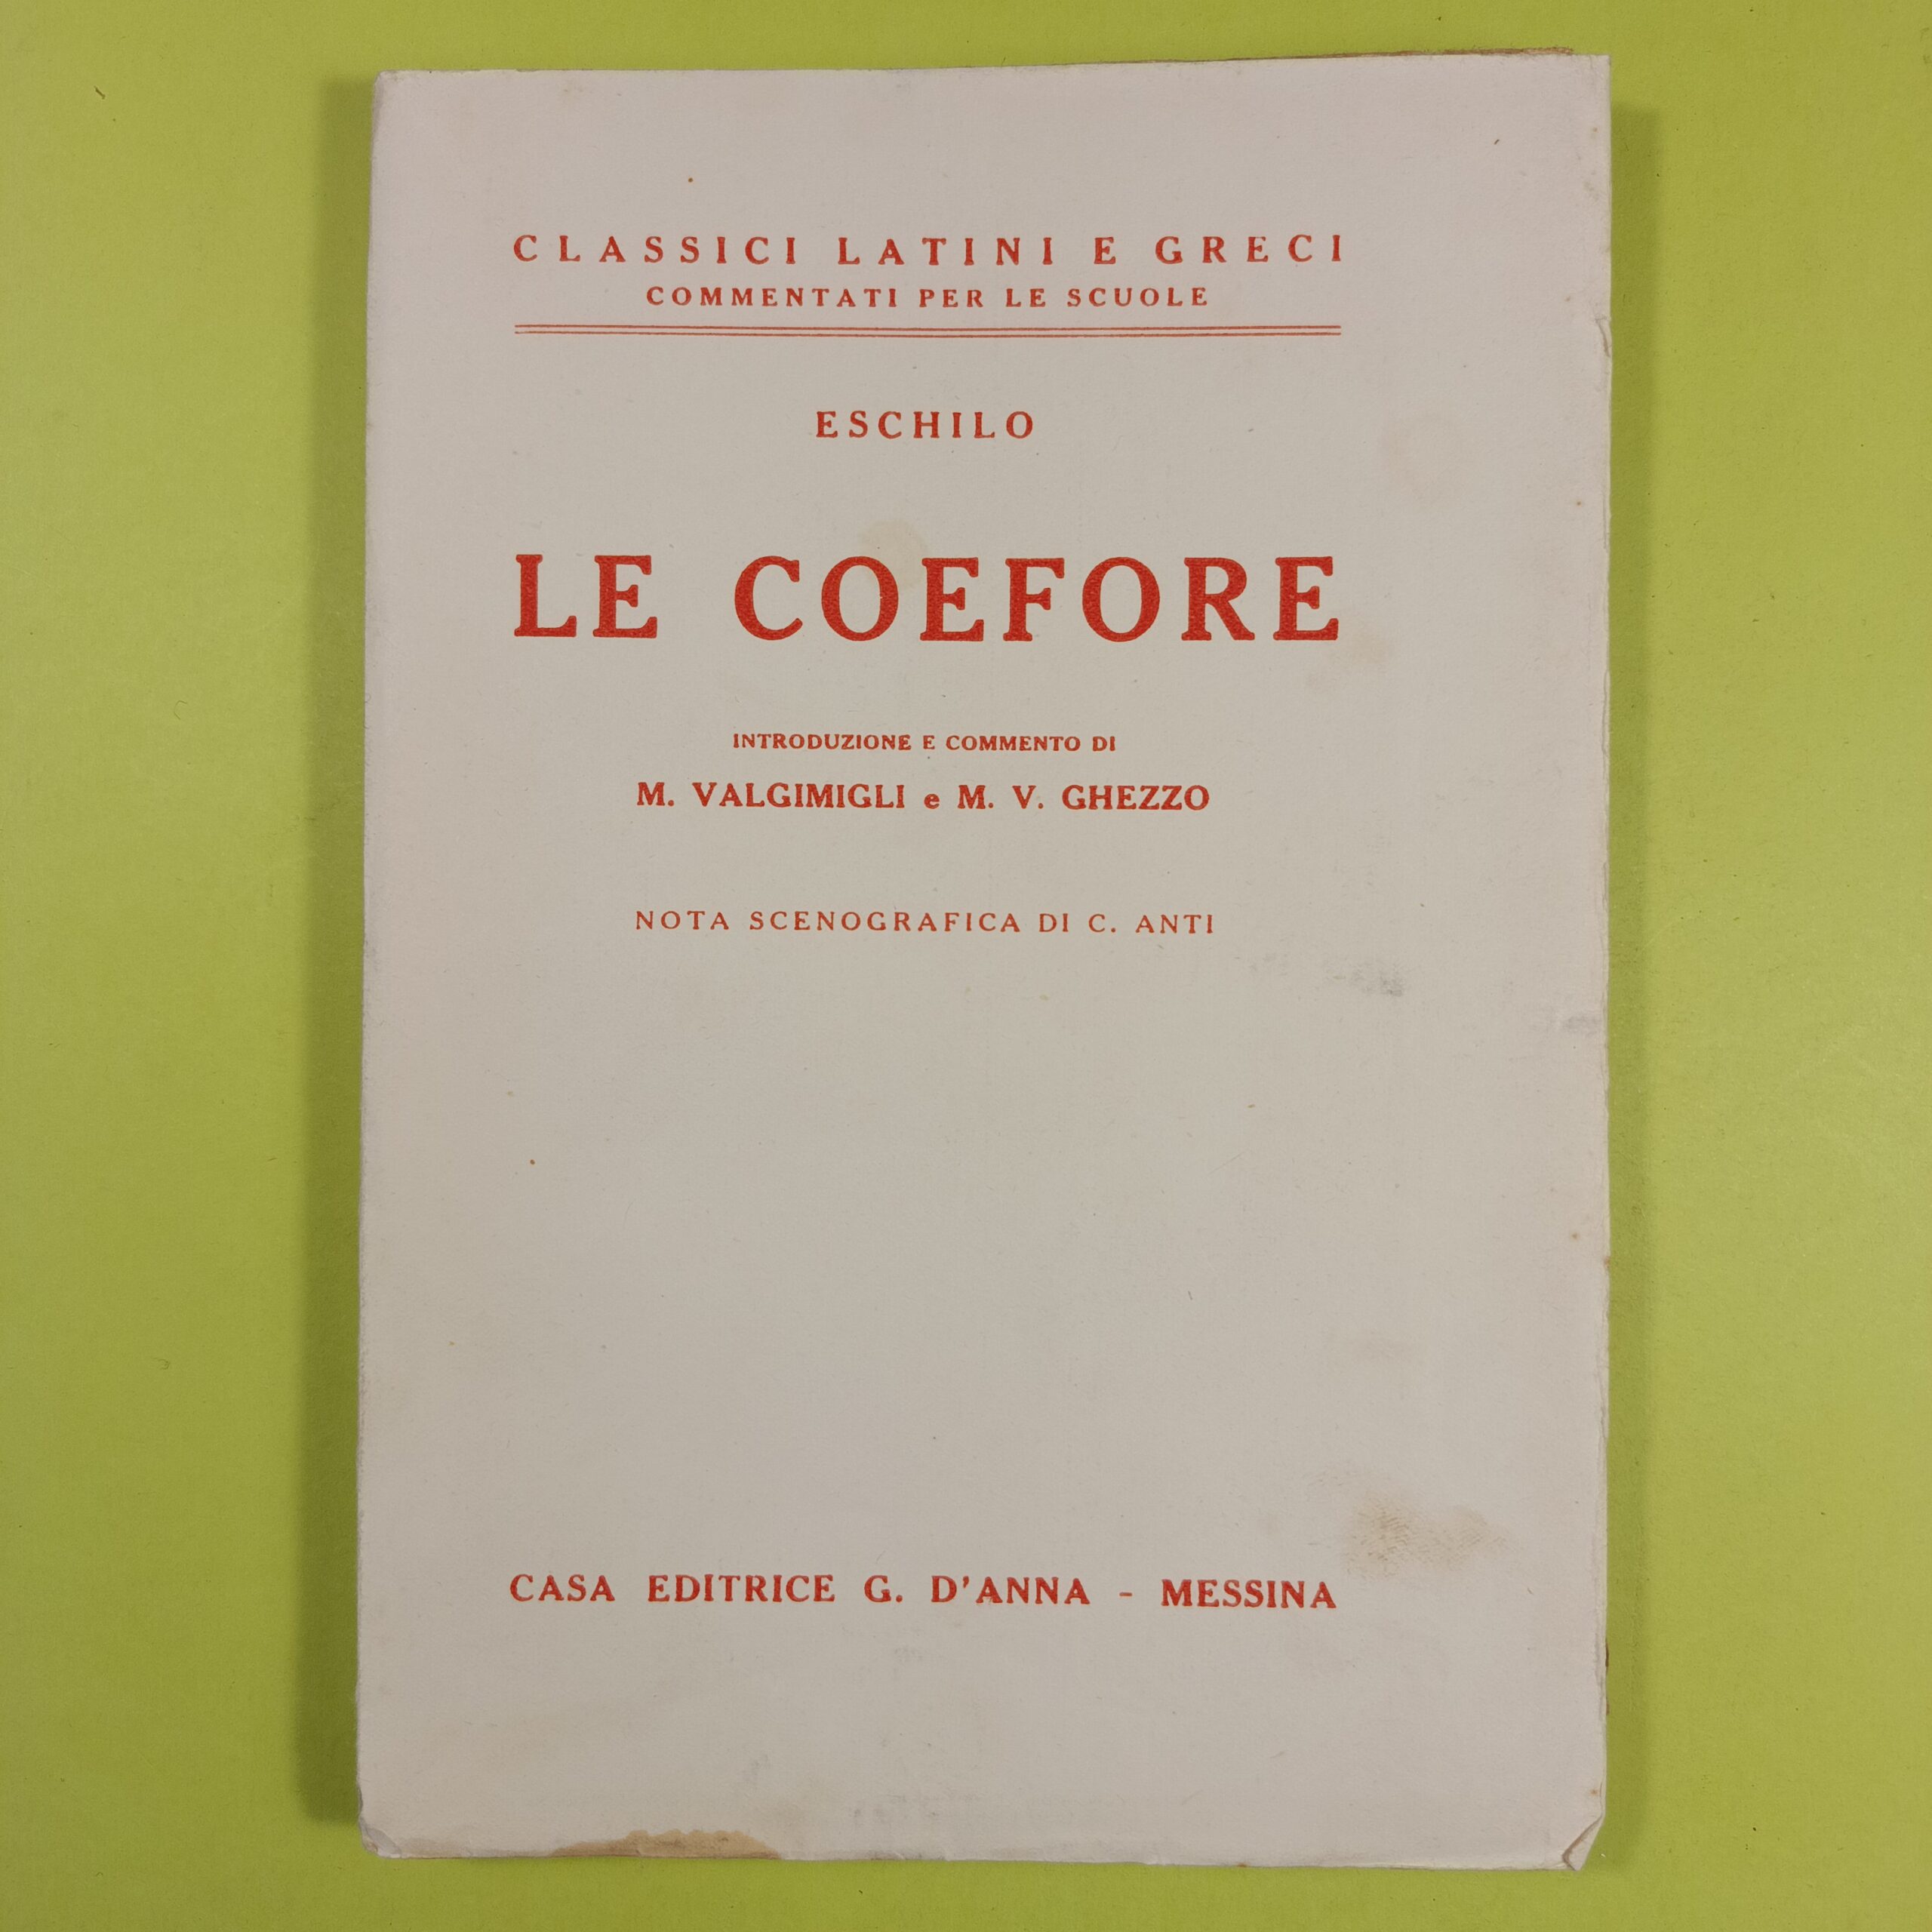 CLASSICI LATINI E GRECI
COMMENTATI PER LE SCUOLE
ESCHILO
LE COEFORE
INTRODUZIONE E COMMENTO DI
M. VALGIMIGLI e M. V. GHEZZO
NOTA SCENOGRAFICA DI C. ANTI
CASA EDITRICE G. D'ANNA - MESSINA